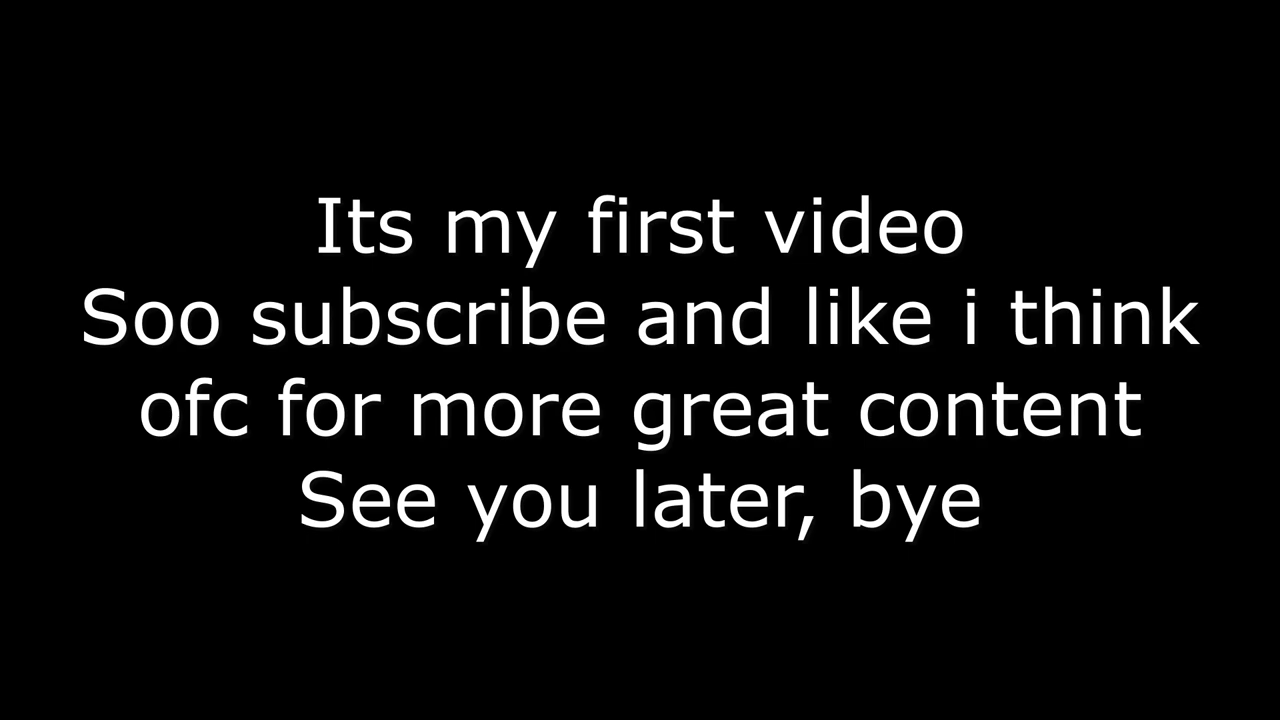 Its my first video
Soo subscribe and like i think
ofc for more great content
See you later, bye